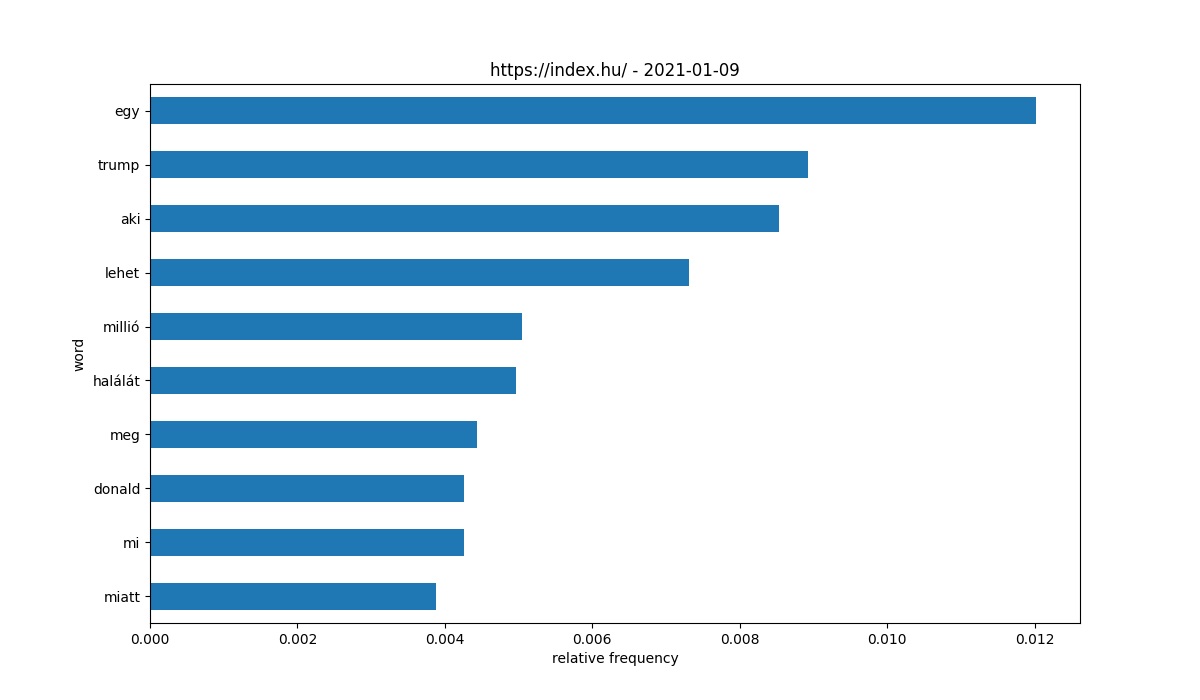 https://index.hu/ - 2021-01-09
egy
trump
aki
lehet
millió
halálát
meg
donald
mi
miatt
word
0.000 0.002 0.004 0.006 0.008 0.010 0.012
relative frequency